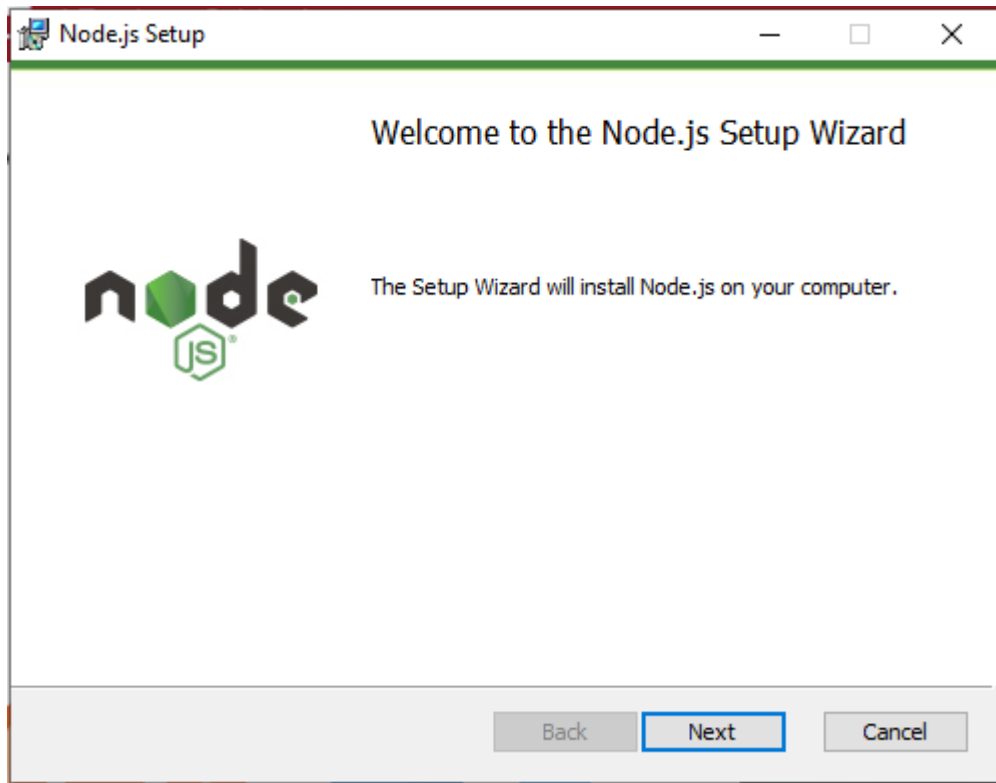 Node.js Setup
Welcome to the Node.js Setup Wizard
The Setup Wizard will install Node.js on your computer.
node
JS®
Back
Next
Cancel